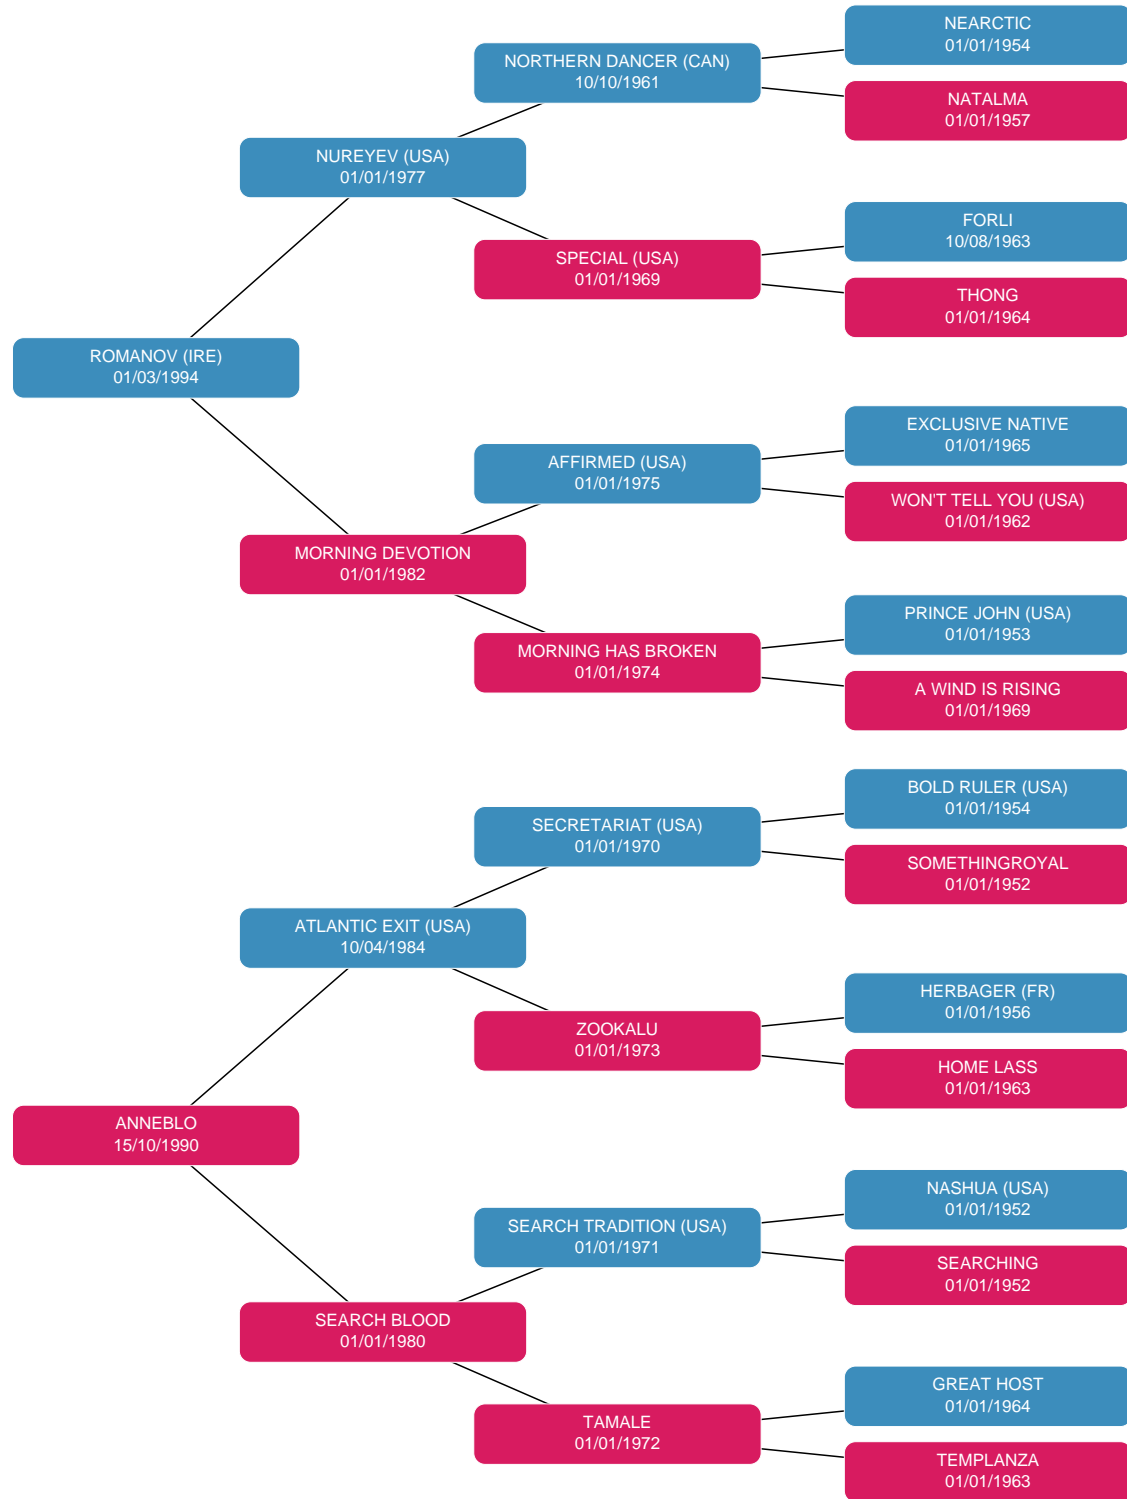 NEARCTIC
01/01/1954
NORTHERN DANCER (CAN)
10/10/1961
NATALMA
01/01/1957
NUREYEV (USA)
01/01/1977
FORLI
10/08/1963
SPECIAL (USA)
01/01/1969
THONG
01/01/1964
ROMANOV (IRE)
01/03/1994
EXCLUSIVE NATIVE
01/01/1965
AFFIRMED (USA)
01/01/1975
WON'T TELL YOU (USA)
01/01/1962
MORNING DEVOTION
01/01/1982
PRINCE JOHN (USA)
01/01/1953
MORNING HAS BROKEN
01/01/1974
A WIND IS RISING
01/01/1969
BOLD RULER (USA)
01/01/1954
SECRETARIAT (USA)
01/01/1970
SOMETHINGROYAL
01/01/1952
ATLANTIC EXIT (USA)
10/04/1984
HERBAGER (FR)
01/01/1956
ZOOKALU
01/01/1973
HOME LASS
01/01/1963
ANNEBLO
15/10/1990
NASHUA (USA)
01/01/1952
SEARCH TRADITION (USA)
01/01/1971
SEARCHING
01/01/1952
SEARCH BLOOD
01/01/1980
GREAT HOST
01/01/1964
TAMALE
01/01/1972
TEMPLANZA
01/01/1963